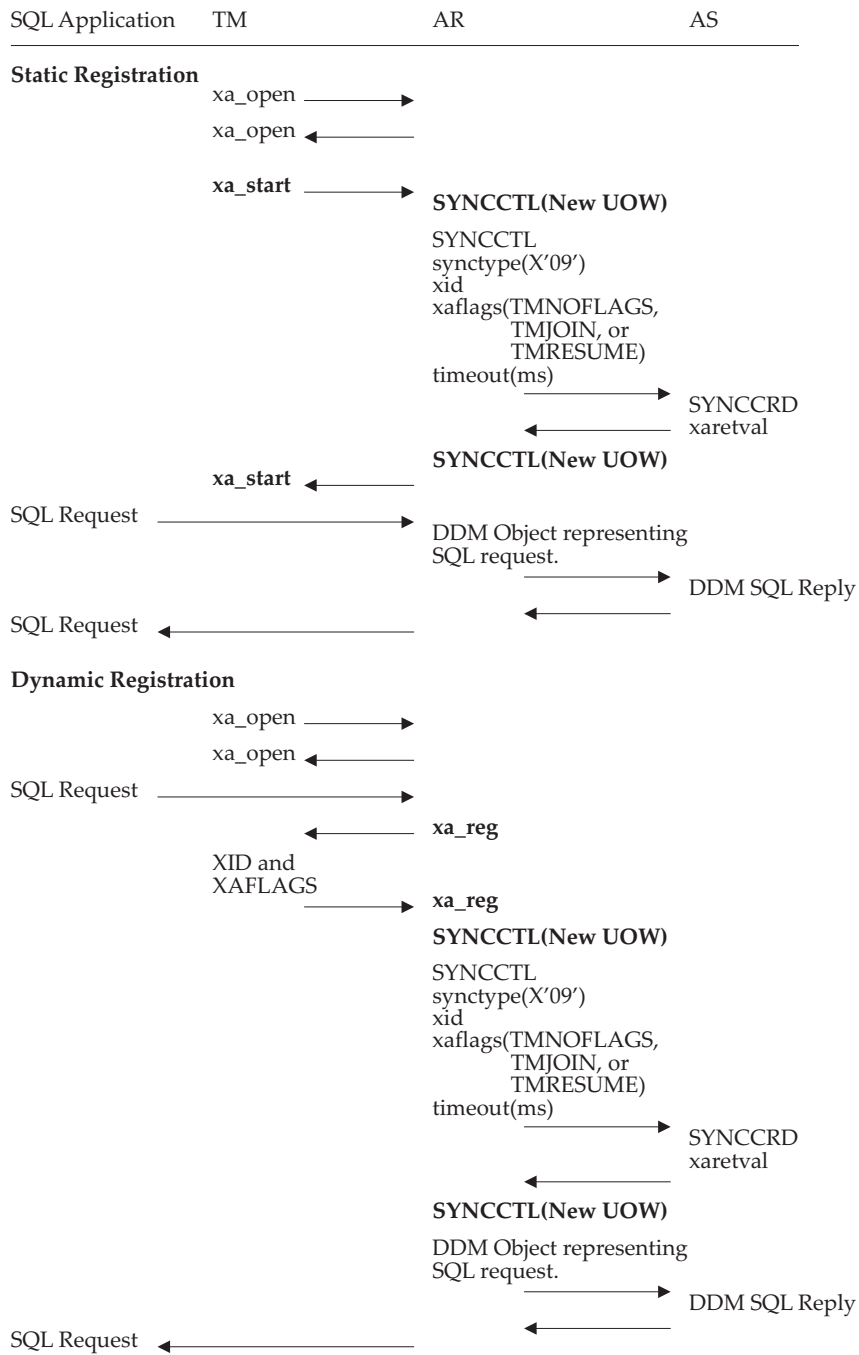 SQL Application TM AR AS
Static Registration
xa_open
xa_open
xa_start
SYNCCTL(New UOW)
SYNCCTL
synctype(X'09')
xid
xaflags(TMNOFLAGS,
TMJOIN, or
TMRESUME)
timeout(ms)
SYNCCRD
xaretval
SYNCCTL(New UOW)
xa_start
SQL Request
DDM Object representing
SQL request.
DDM SQL Reply
SQL Request
Dynamic Registration
xa_open
xa_open
SQL Request
xa_reg
XID and
XAFLAGS
xa_reg
SYNCCTL(New UOW)
SYNCCTL
synctype(X'09')
xid
xaflags(TMNOFLAGS,
TMJOIN, or
TMRESUME)
timeout(ms)
SYNCCRD
xaretval
SYNCCTL(New UOW)
DDM Object representing
SQL request.
DDM SQL Reply
SQL Request